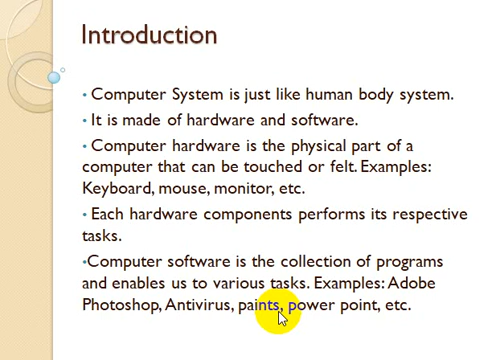 Introduction
• Computer System is just like human body system.
• It is made of hardware and software.
• Computer hardware is the physical part of a
computer that can be touched or felt. Examples:
Keyboard, mouse, monitor, etc.
• Each hardware components performs its respective
tasks.
•Computer software is the collection of programs
and enables us to various tasks. Examples: Adobe
Photoshop, Antivirus, paints, power point, etc.